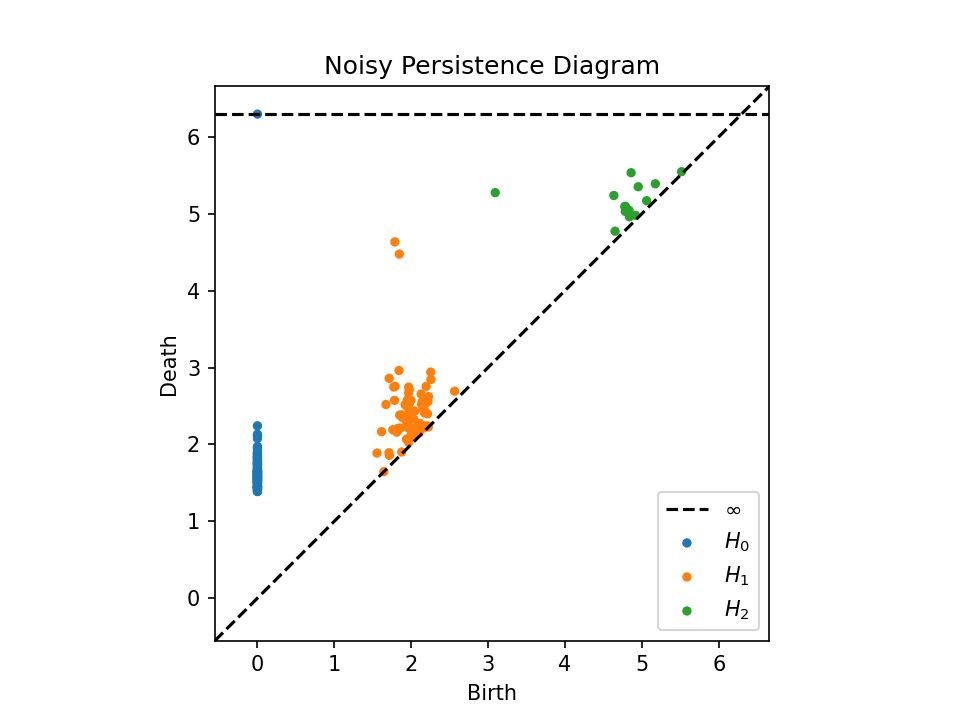 Noisy Persistence Diagram
Death
6
5
4
3
2
1
0
0 1 2 3 4 5 6
Birth
∞
H₀
H₁
H₂